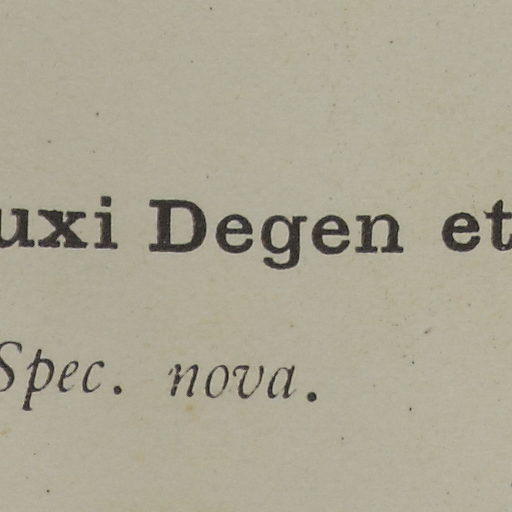 uxi Degen et
Spec. nova.